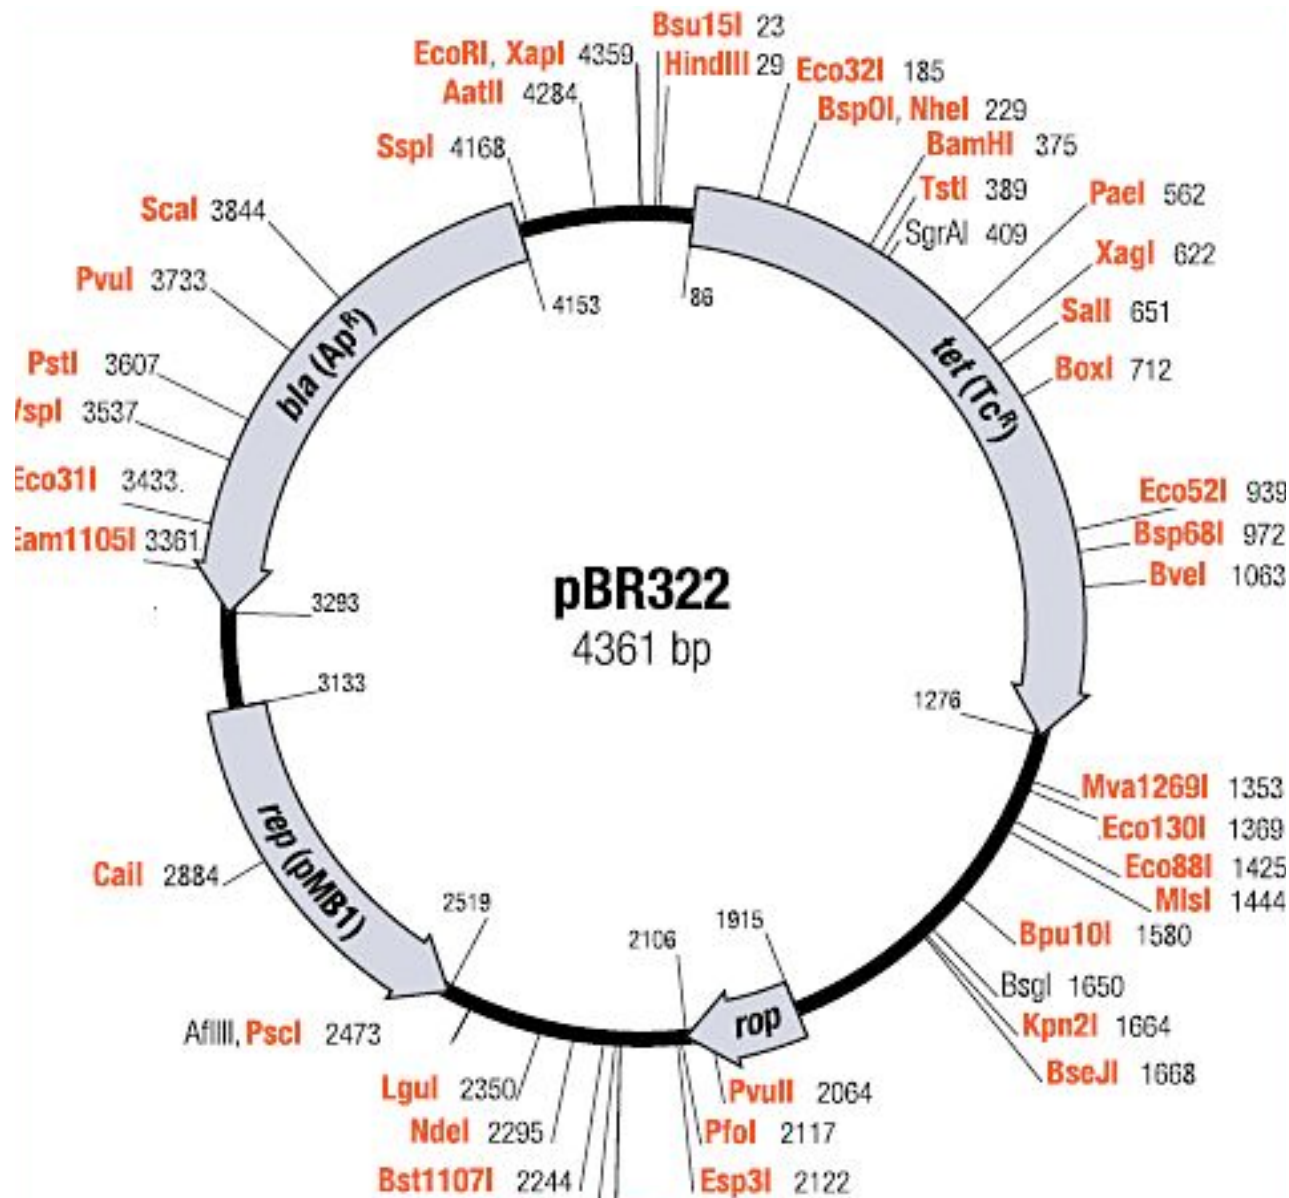 Bsu15I 23
HindIII 29
EcoRI, XapI 4359
AatII 4284
SspI 4168
ScaI 3844
PvuI 3733
PstI 3607
VspI 3537
Eco31I 3433
Eam1105I 3361
Eco32I 185
BspOI, NheI 229
BamHI 375
TstI 389
SgrAI 409
PaeI 562
XagI 622
SalI 651
BoxI 712
Eco52I 939
Bsp68I 972
BveI 1063
4153
86
bla (ApR)
tet (TcR)
pBR322
4361 bp
3293
3133
1276
Mva1269I 1353
Eco130I 1369
Eco88I 1425
MlsI 1444
Bpu10I 1580
BsgI 1650
Kpn2I 1664
BseJI 1668
CaiI 2884
rep (pMB1)
2519
2106
1915
rop
AflIII, PscI 2473
LguI 2350
NdeI 2295
Bst1107I 2244
PvuII 2064
PfoI 2117
Esp3I 2122